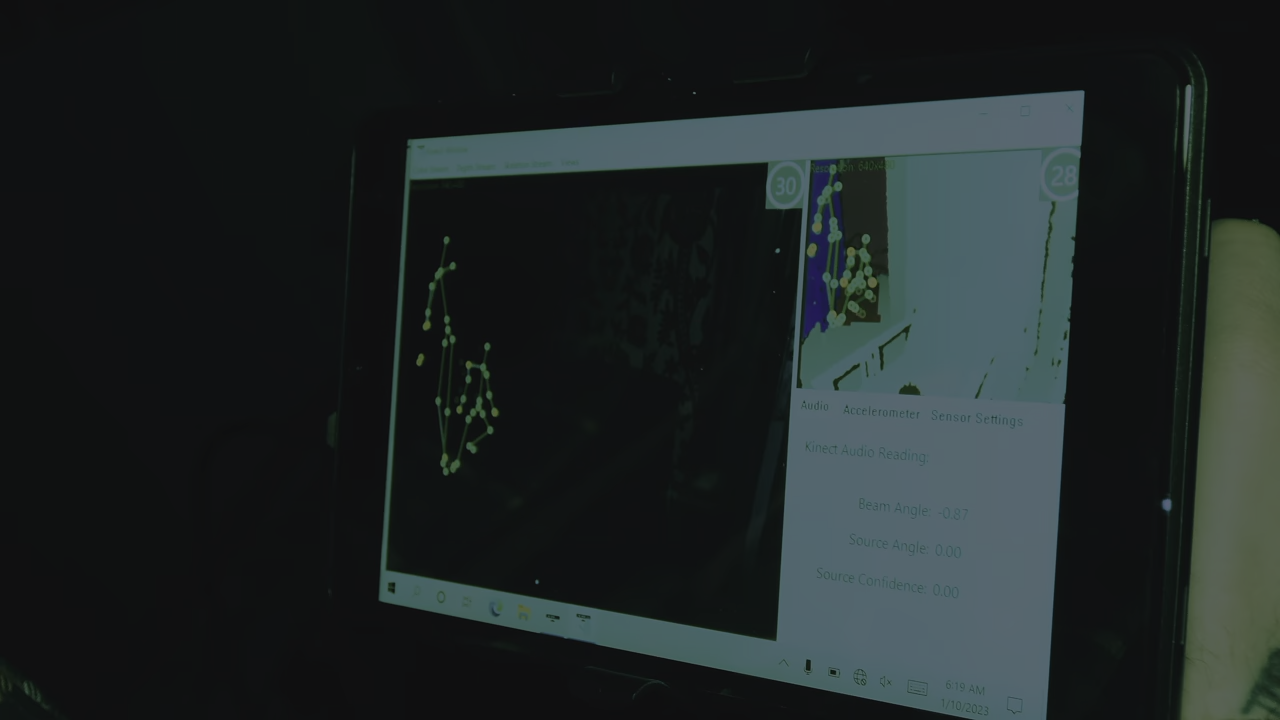 30
28
Audio Accelerometer Sensor Settings
Kinect Audio Reading:
Beam Angle: -0.87
Source Angle: 0.00
Source Confidence: 0.00
6:19 AM
1/10/2023